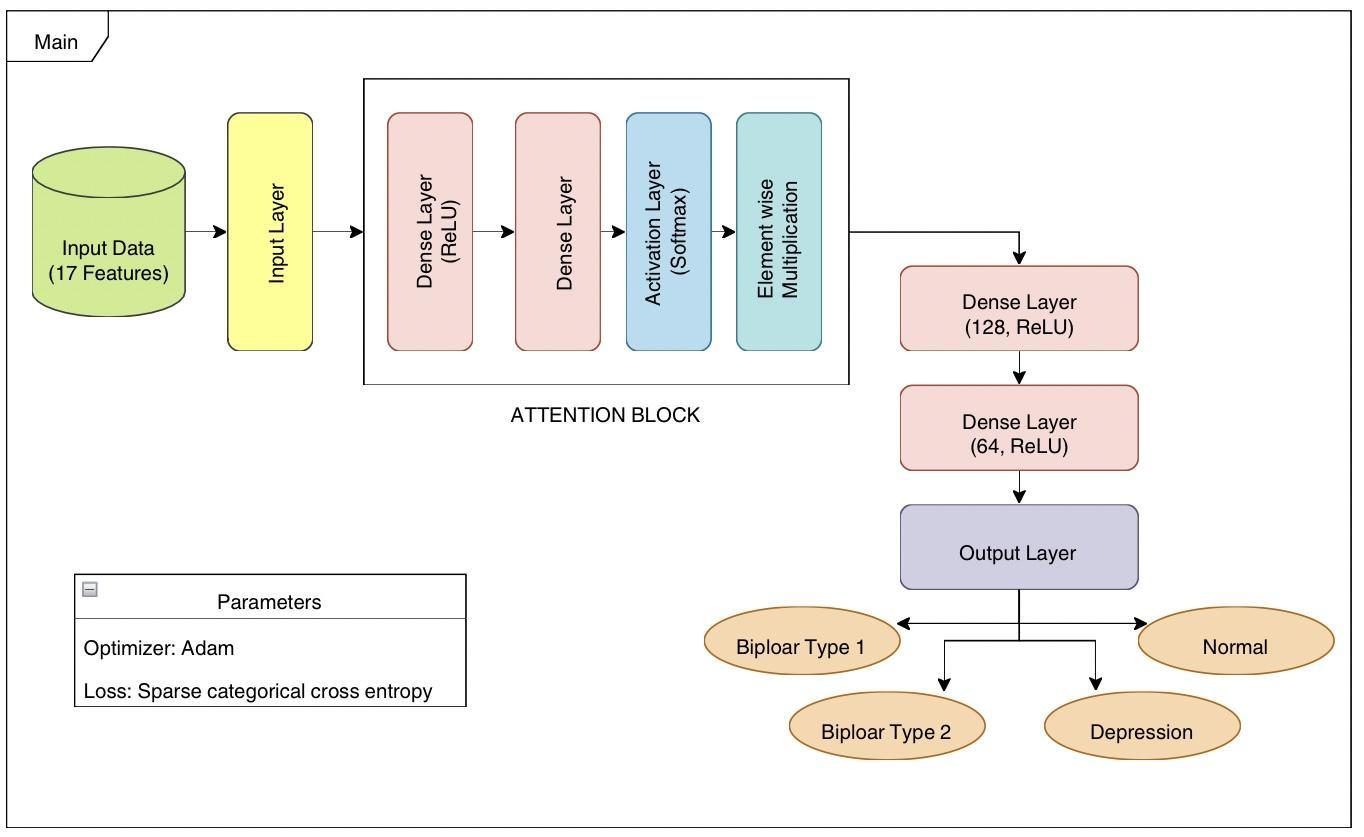 Main
Input Data
(17 Features)
Input Layer
Dense Layer
(ReLU)
Dense Layer
Activation Layer
(Softmax)
Element wise
Multiplication
ATTENTION BLOCK
Dense Layer
(128, ReLU)
Dense Layer
(64, ReLU)
Output Layer
Biploar Type 1
Normal
Biploar Type 2
Depression
Parameters
Optimizer: Adam
Loss: Sparse categorical cross entropy